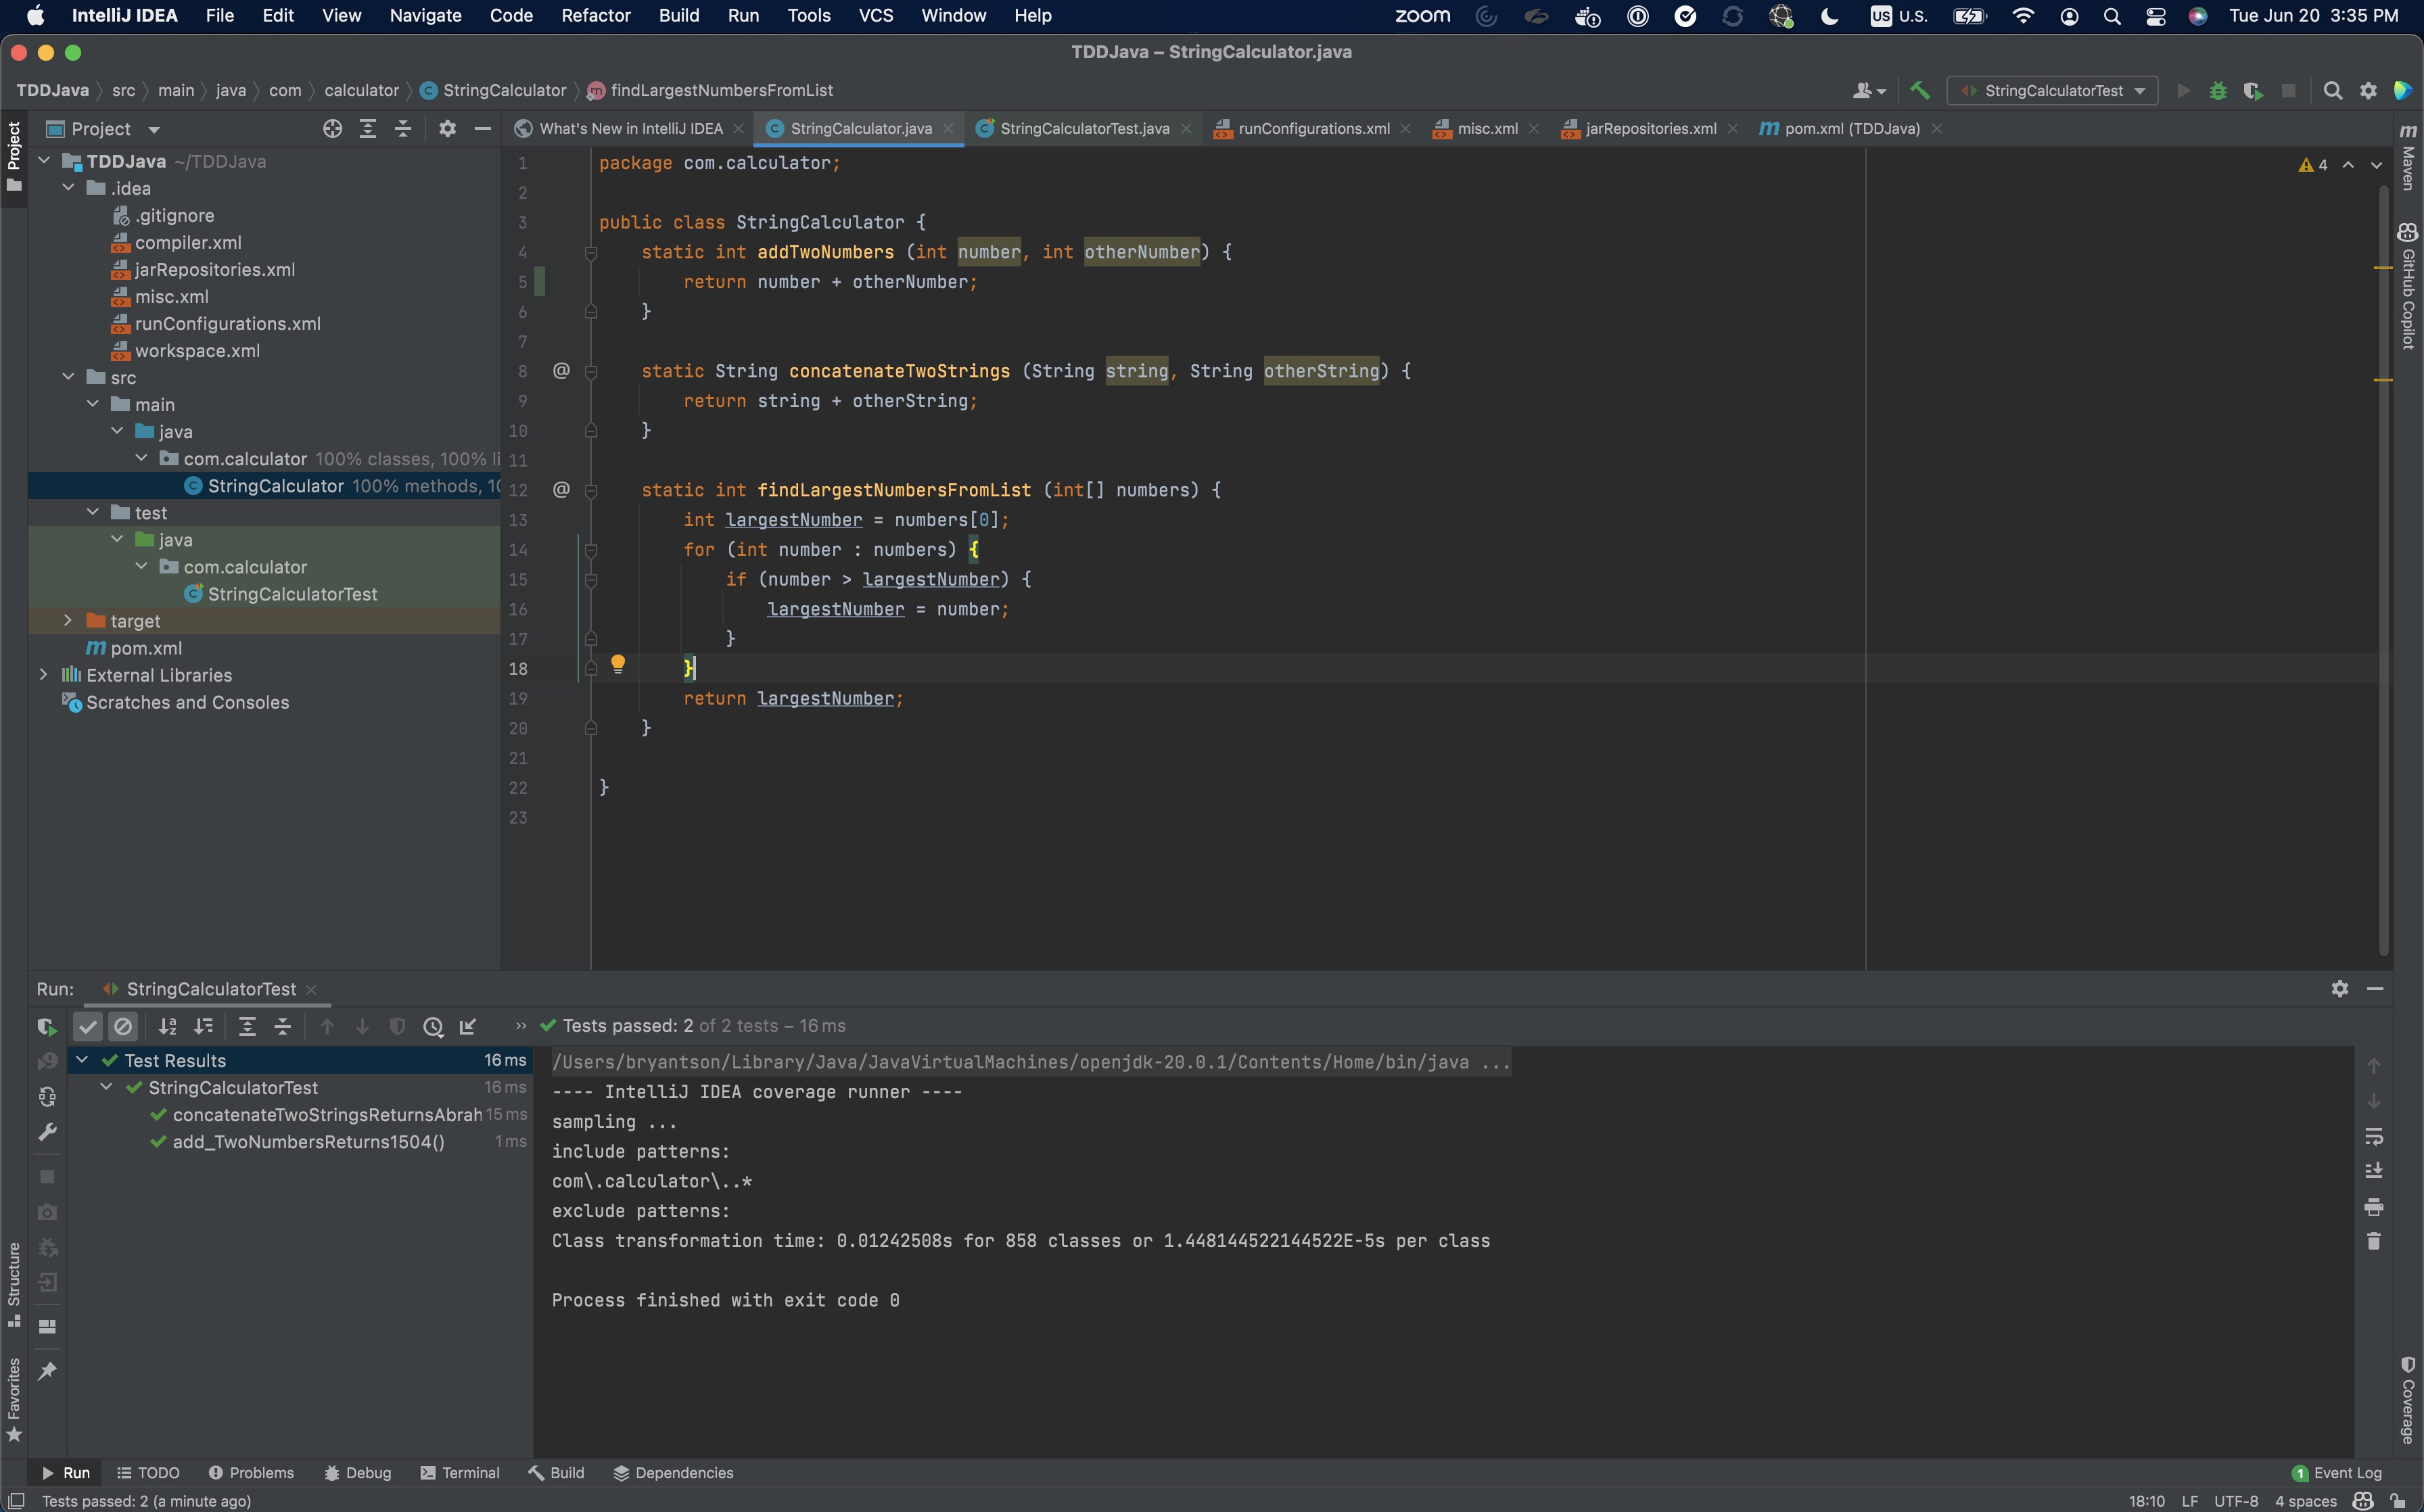 IntelliJ IDEA File Edit View Navigate Code Refactor Build Run Tools VCS Window Help zoom US U.S. Tue Jun 20 3:35 PM
TDDJava – StringCalculator.java
TDDJava src main java com calculator StringCalculator findLargestNumbersFromList StringCalculatorTest
Project
What's New in IntelliJ IDEA StringCalculator.java StringCalculatorTest.java runConfigurations.xml misc.xml jarRepositories.xml pom.xml (TDDJava)
Project
TDDJava ~/TDDJava
.idea
.gitignore
compiler.xml
jarRepositories.xml
misc.xml
runConfigurations.xml
workspace.xml
src
main
java
com.calculator 100% classes, 100% li
StringCalculator 100% methods, 10
test
java
com.calculator
StringCalculatorTest
target
pom.xml
External Libraries
Scratches and Consoles
1 package com.calculator;
2
3 public class StringCalculator {
4 static int addTwoNumbers (int number, int otherNumber) {
5 return number + otherNumber;
6 }
7
8 @ static String concatenateTwoStrings (String string, String otherString) {
9 return string + otherString;
10 }
11
12 @ static int findLargestNumbersFromList (int[] numbers) {
13 int largestNumber = numbers[0];
14 for (int number : numbers) {
15 if (number > largestNumber) {
16 largestNumber = number;
17 }
18 }
19 return largestNumber;
20 }
21
22 }
23
4
Maven
GitHub Copilot
Run: StringCalculatorTest
Tests passed: 2 of 2 tests – 16 ms
Test Results 16 ms
StringCalculatorTest 16 ms
concatenateTwoStringsReturnsAbrah 15 ms
add_TwoNumbersReturns1504() 1 ms
/Users/bryantson/Library/Java/JavaVirtualMachines/openjdk-20.0.1/Contents/Home/bin/java ...
---- IntelliJ IDEA coverage runner ----
sampling ...
include patterns:
com\.calculator\..*
exclude patterns:
Class transformation time: 0.01242508s for 858 classes or 1.448144522144522E-5s per class
Process finished with exit code 0
Structure
Favorites
Coverage
Run TODO Problems Debug Terminal Build Dependencies 1 Event Log
Tests passed: 2 (a minute ago) 18:10 LF UTF-8 4 spaces